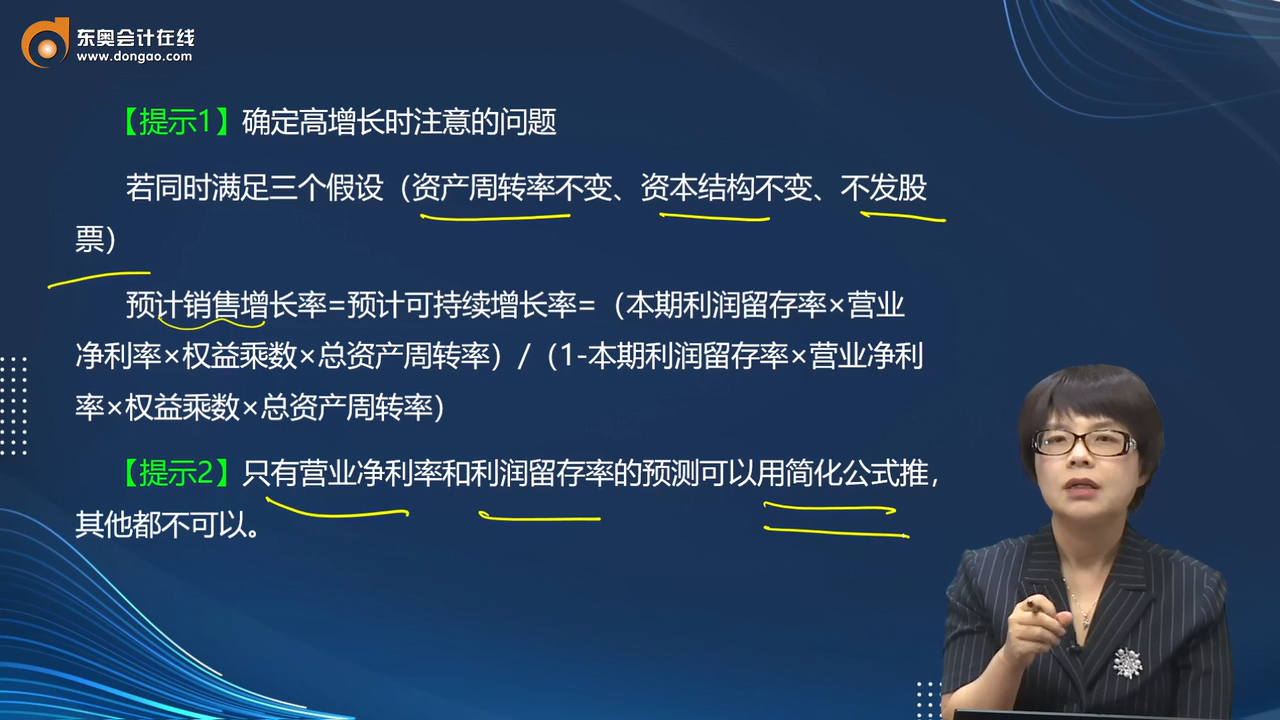 东奥会计在线
www.dongao.com
【提示1】确定高增长时注意的问题
若同时满足三个假设（资产周转率不变、资本结构不变、不发股
票）
预计销售增长率=预计可持续增长率=（本期利润留存率×营业
净利率×权益乘数×总资产周转率）/（1-本期利润留存率×营业净利
率×权益乘数×总资产周转率）
【提示2】只有营业净利率和利润留存率的预测可以用简化公式推，
其他都不可以。